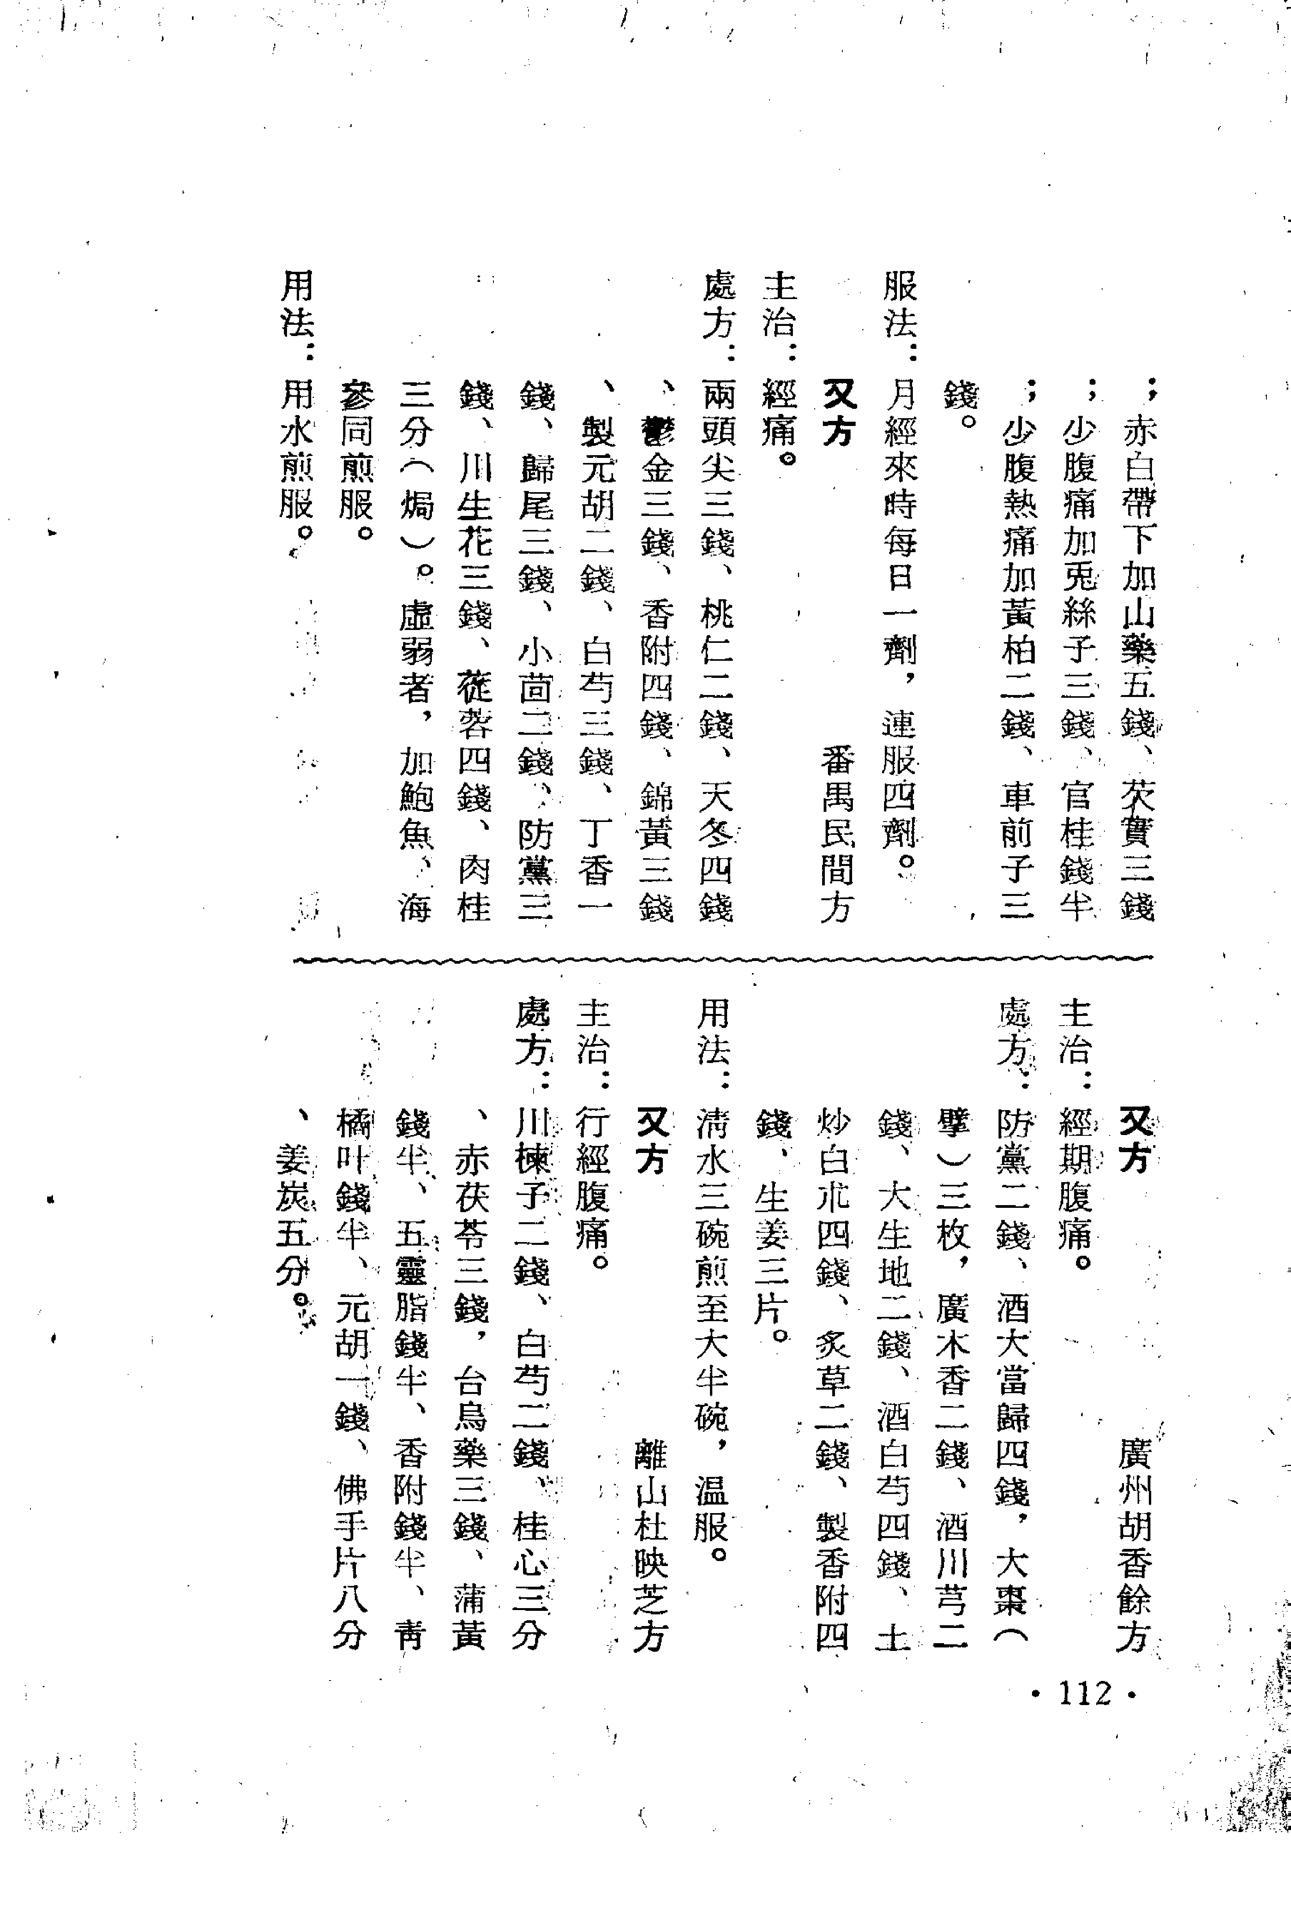 ；赤白帶下加山藥五錢、芡實三錢
；少腹痛加兎絲子三錢、官桂錢半
；少腹熱痛加黃柏二錢、車前子三
錢。
服法：月經來時每日一劑，連服四劑。
又方　番禺民間方
主治：經痛。
處方：兩頭尖三錢、桃仁二錢、天冬四錢
、鬱金三錢、香附四錢、錦黃三錢
、製元胡二錢、白芍三錢、丁香一
錢、歸尾三錢、小茴二錢、防黨三
錢、川生花三錢、蓯蓉四錢、肉桂
三分（焗）。虛弱者，加鮑魚、海
參同煎服。
用法：用水煎服。
又方　廣州胡香餘方
主治：經期腹痛。
處方：防黨二錢、酒大當歸四錢，大棗（
擘）三枚，廣木香二錢、酒川芎二
錢、大生地二錢、酒白芍四錢、土
炒白朮四錢、炙草二錢、製香附四
錢、生姜三片。
用法：清水三碗煎至大半碗，温服。
又方　離山杜映芝方
主治：行經腹痛。
處方：川楝子二錢、白芍二錢、桂心三分
、赤茯苓三錢，台烏藥三錢、蒲黃
錢半、五靈脂錢半、香附錢半、靑
橘叶錢半、元胡一錢、佛手片八分
、姜炭五分。
·112·